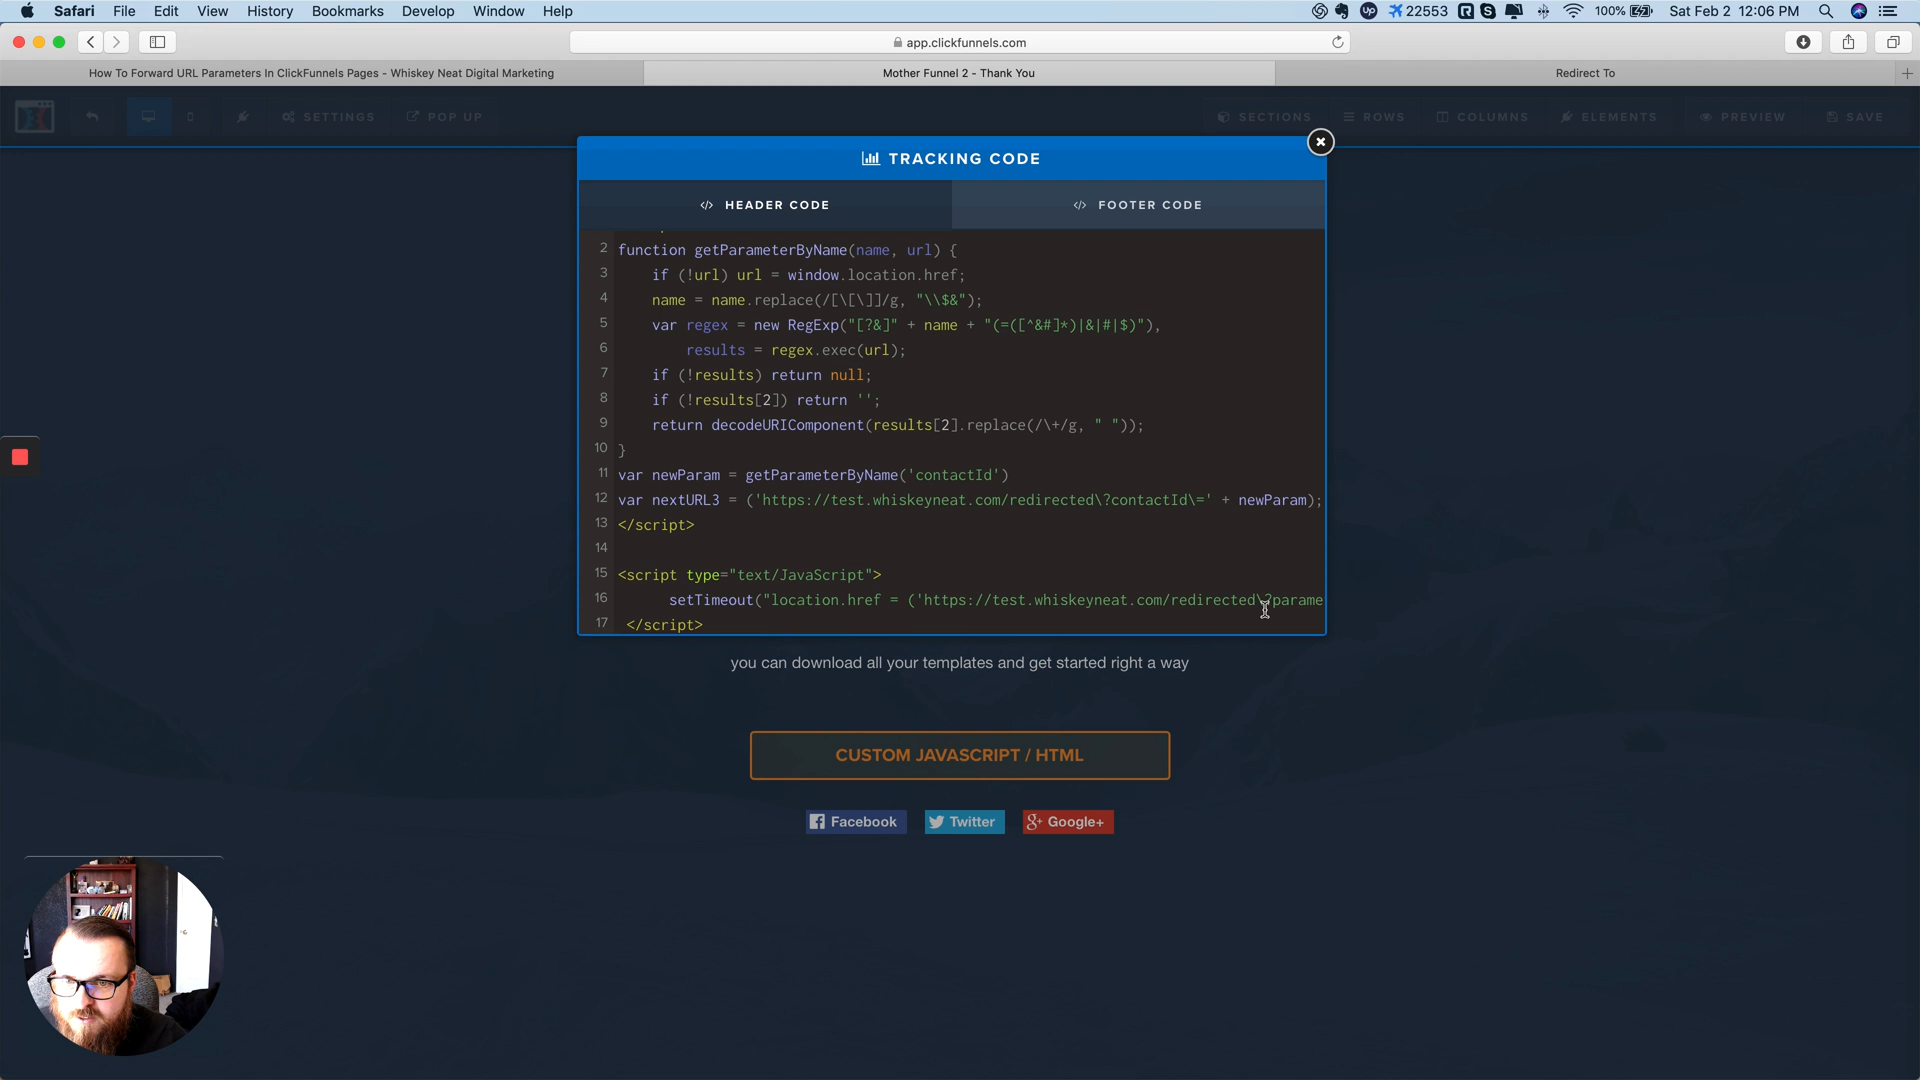 Safari File Edit View History Bookmarks Develop Window Help 22553 100% Sat Feb 2 12:06 PM
app.clickfunnels.com
How To Forward URL Parameters In ClickFunnels Pages - Whiskey Neat Digital Marketing
Mother Funnel 2 - Thank You
Redirect To
SETTINGS
POP UP
SECTIONS
ROWS
COLUMNS
ELEMENTS
PREVIEW
SAVE
TRACKING CODE
</> HEADER CODE
</> FOOTER CODE
2 function getParameterByName(name, url) {
3 if (!url) url = window.location.href;
4 name = name.replace(/[\[\]]/g, "\\$&");
5 var regex = new RegExp("[?&]" + name + "(=([^&#]*)|&|#|$)"),
6 results = regex.exec(url);
7 if (!results) return null;
8 if (!results[2]) return '';
9 return decodeURIComponent(results[2].replace(/\+/g, " "));
10 }
11 var newParam = getParameterByName('contactId')
12 var nextURL3 = ('https://test.whiskeyneat.com/redirected\?contactId\=' + newParam);
13 </script>
14
15 <script type="text/JavaScript">
16 setTimeout("location.href = ('https://test.whiskeyneat.com/redirected\?parame
17 </script>
you can download all your templates and get started right a way
CUSTOM JAVASCRIPT / HTML
Facebook
Twitter
Google+